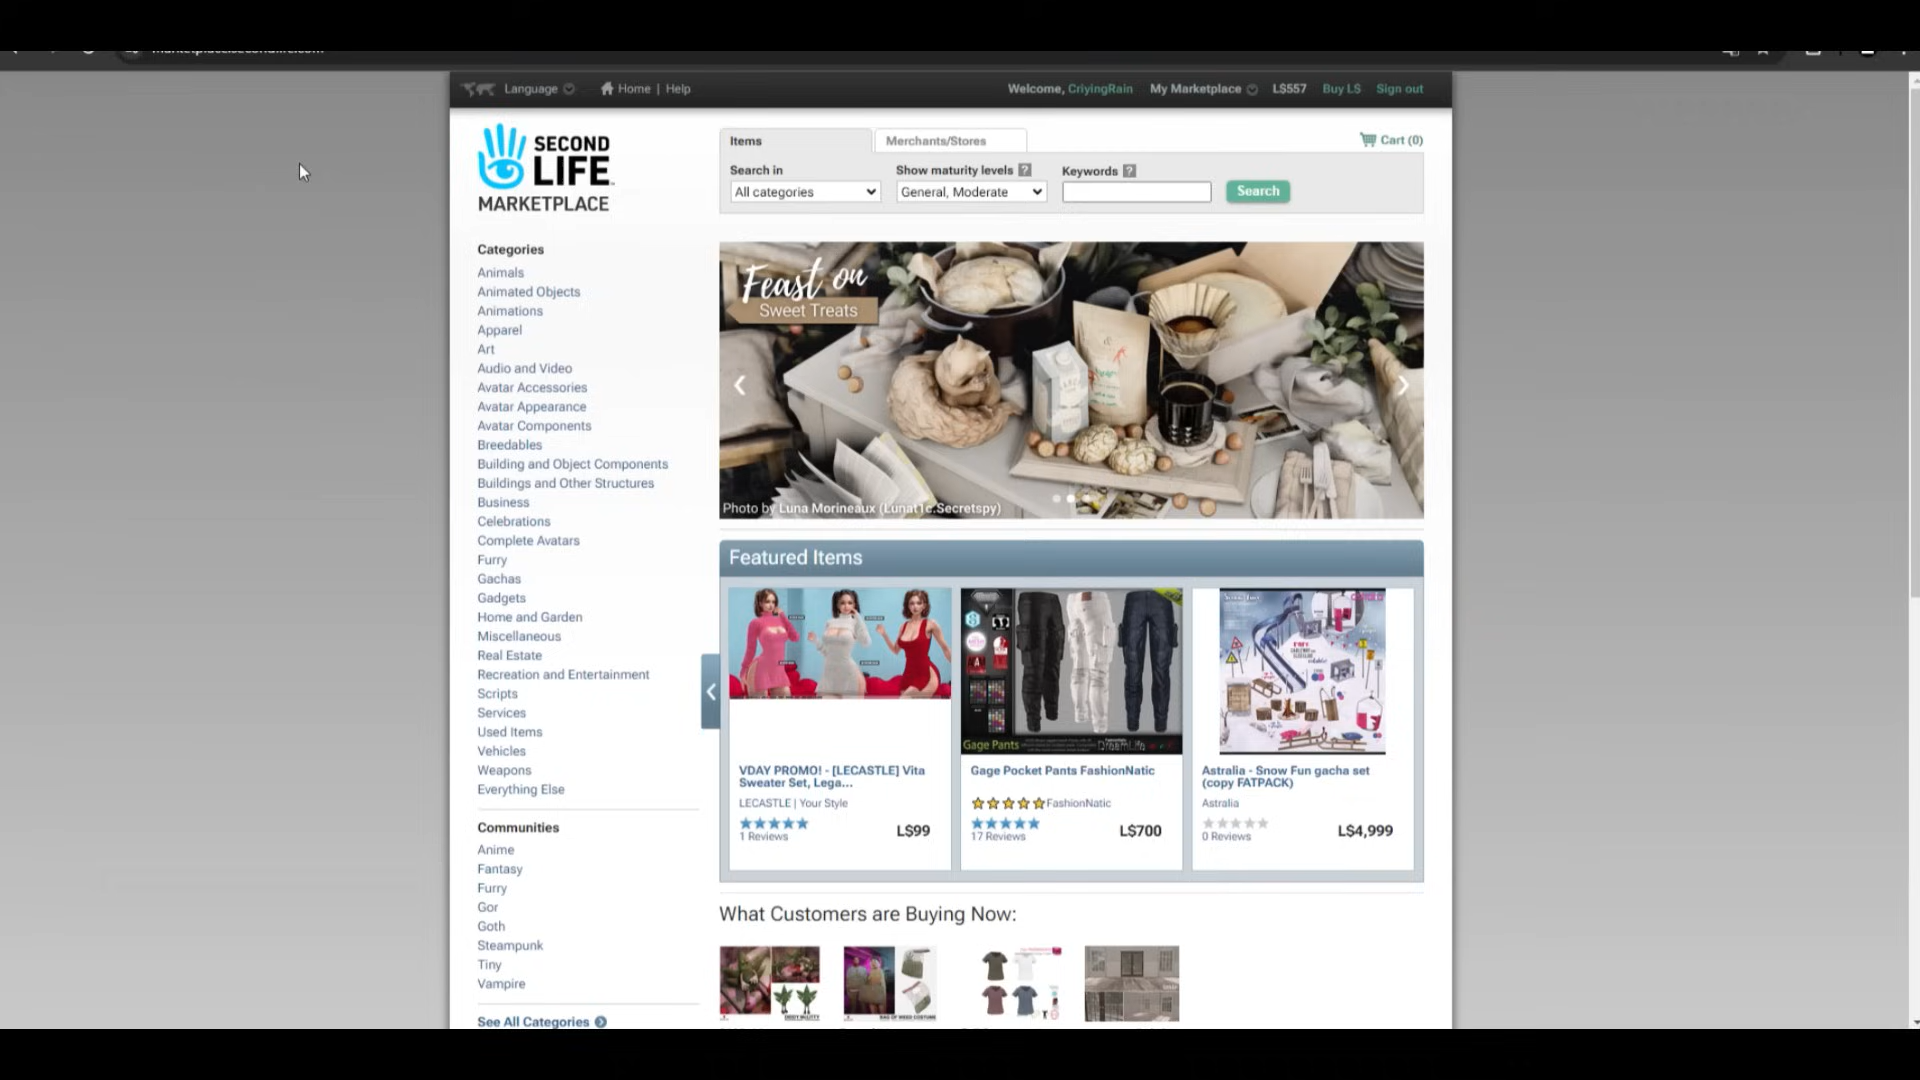 Language
Home | Help
Welcome, CriyingRain
My Marketplace
L$557
Buy L$
Sign out
SECOND
LIFE
MARKETPLACE
Items
Merchants/Stores
Cart (0)
Search in
Show maturity levels ?
Keywords ?
All categories
General, Moderate
Search
Categories
Animals
Animated Objects
Animations
Apparel
Art
Audio and Video
Avatar Accessories
Avatar Appearance
Avatar Components
Breedables
Building and Object Components
Buildings and Other Structures
Business
Celebrations
Complete Avatars
Furry
Gachas
Gadgets
Home and Garden
Miscellaneous
Real Estate
Recreation and Entertainment
Scripts
Services
Used Items
Vehicles
Weapons
Everything Else
Communities
Anime
Fantasy
Furry
Gor
Goth
Steampunk
Tiny
Vampire
See All Categories
Feast on
Sweet Treats
Photo by Luna Morineaux (Lunat1c.Secretspy)
Featured Items
Gage Pants
DreamLife
VDAY PROMO! - [LECASTLE] Vita
Sweater Set, Lega...
LECASTLE | Your Style
1 Reviews
L$99
Gage Pocket Pants FashionNatic
FashionNatic
17 Reviews
L$700
Astralia - Snow Fun gacha set
(copy FATPACK)
Astralia
0 Reviews
L$4,999
What Customers are Buying Now: